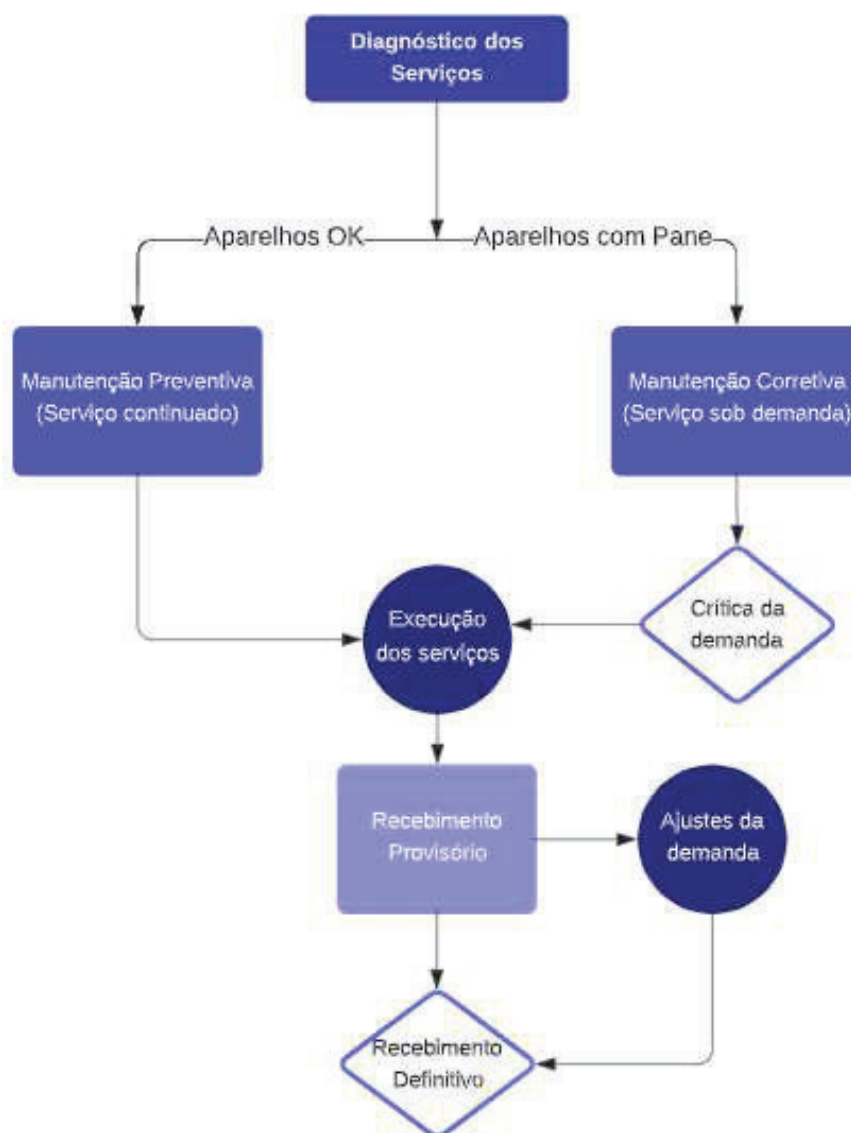 Diagnóstico dos
Serviços
Aparelhos OK
Aparelhos com Pane
Manutenção Preventiva
(Serviço continuado)
Manutenção Corretiva
(Serviço sob demanda)
Crítica da
demanda
Execução
dos serviços
Recebimento
Provisório
Ajustes da
demanda
Recebimento
Definitivo